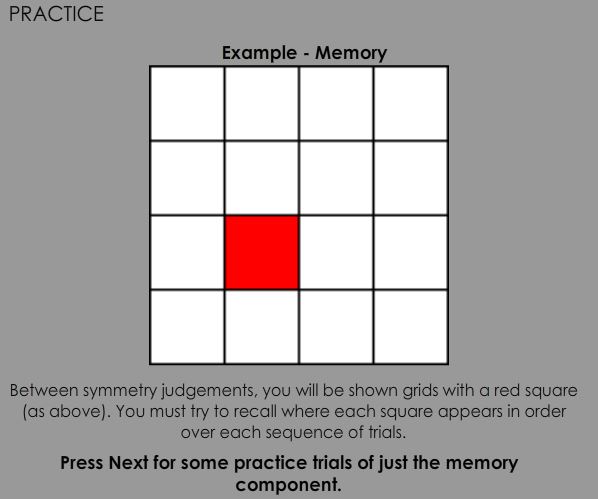 PRACTICE
Example - Memory
Between symmetry judgements, you will be shown grids with a red square
(as above). You must try to recall where each square appears in order
over each sequence of trials.
Press Next for some practice trials of just the memory
component.